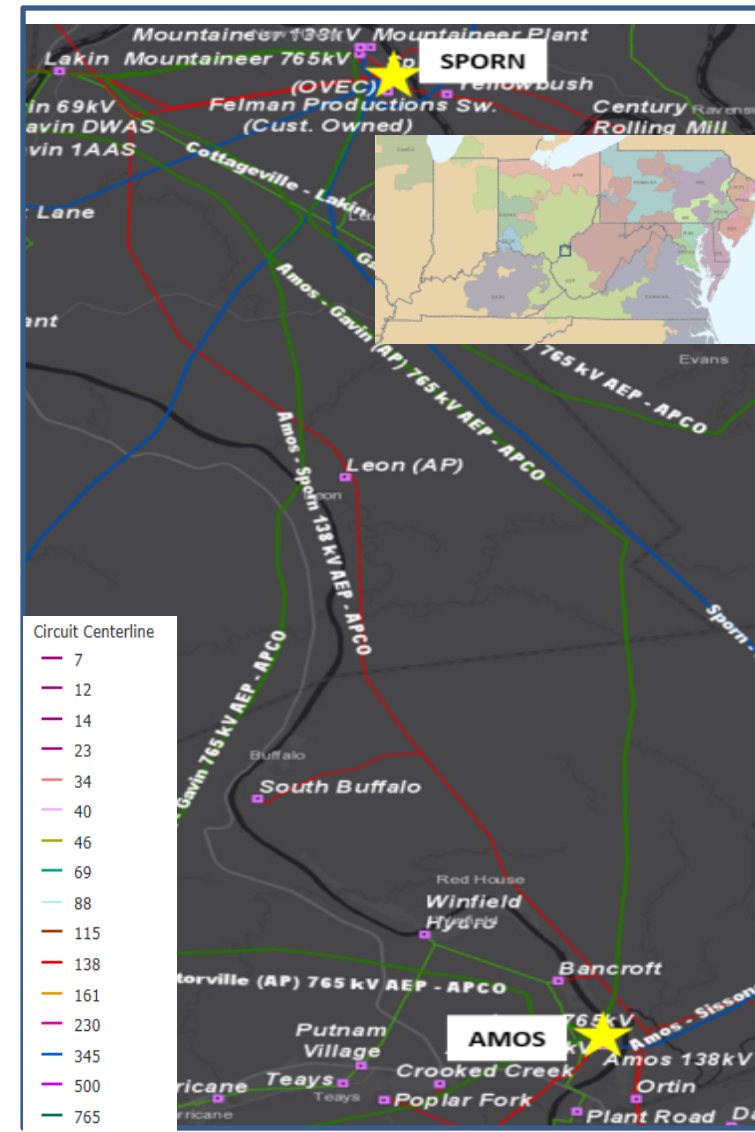 Mountaineer 138kV Mountaineer Plant
Lakin Mountaineer 765kV
SPORN
(OVEC) Yellowbush
in 69kV Felman Productions Sw. Century Ravensw
avin DWAS (Cust. Owned) Rolling Mill
vin 1AAS
Cottageville - Lakin
Lane
ant
Amos - Gavin (AP) 765 kV AEP - APCO
765 kV AEP - APCO
Evans
Amos - Sporn 138 kV AEP - APCO
Leon (AP)
Leon
Sporn -
Gavin 765 kV AEP - APCO
Circuit Centerline
7
12
14
23
34
40
46
69
88
115
138
161
230
345
500
765
Buffalo
South Buffalo
Red House
Winfield
Hydro
Bancroft
torville (AP) 765 kV AEP - APCO
765kV
Amos - Sisson
AMOS
kV
Amos 138kV
Putnam
Village
Crooked Creek
rricane Teays
Ortin
Teays
Poplar Fork
rricane
Plant Road